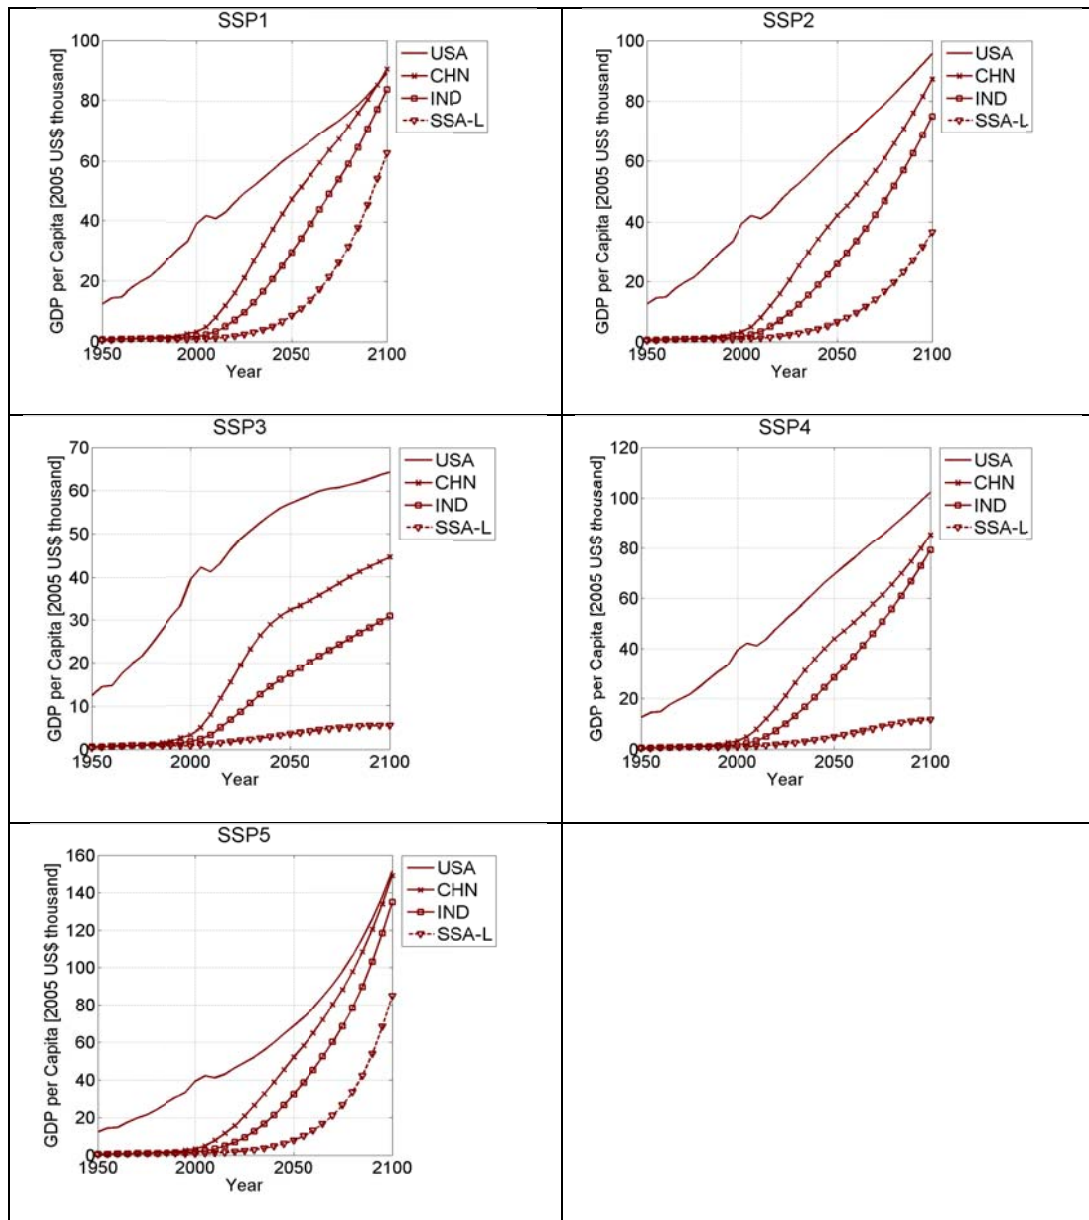 SSP1
GDP per Capita [2005 US$ thousand]
100
80
60
40
20
0
1950
2000
2050
2100
Year
USA
CHN
IND
SSA-L
SSP2
GDP per Capita [2005 US$ thousand]
100
80
60
40
20
0
1950
2000
2050
2100
Year
USA
CHN
IND
SSA-L
SSP3
GDP per Capita [2005 US$ thousand]
70
60
50
40
30
20
10
0
1950
2000
2050
2100
Year
USA
CHN
IND
SSA-L
SSP4
GDP per Capita [2005 US$ thousand]
120
100
80
60
40
20
0
1950
2000
2050
2100
Year
USA
CHN
IND
SSA-L
SSP5
GDP per Capita [2005 US$ thousand]
160
140
120
100
80
60
40
20
0
1950
2000
2050
2100
Year
USA
CHN
IND
SSA-L